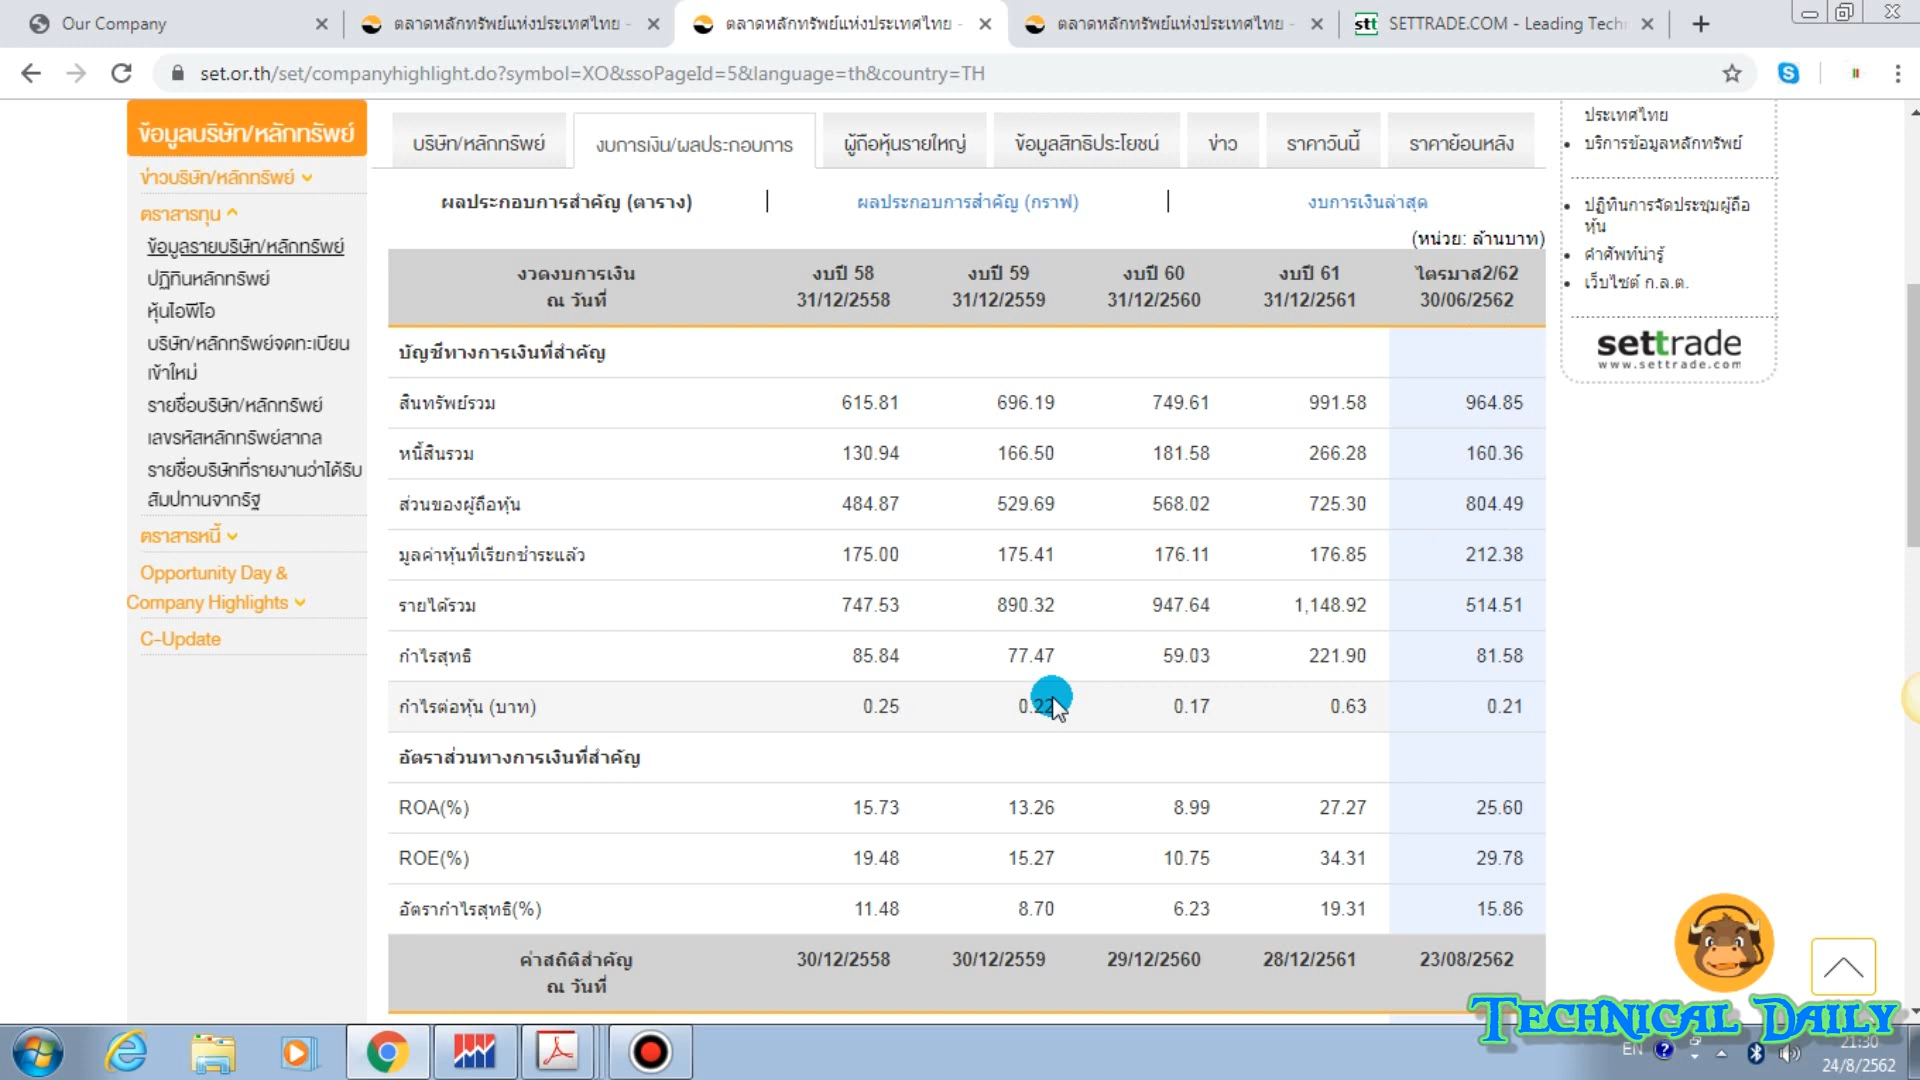 Our Company
ตลาดหลักทรัพย์แห่งประเทศไทย -
ตลาดหลักทรัพย์แห่งประเทศไทย -
ตลาดหลักทรัพย์แห่งประเทศไทย -
stt SETTRADE.COM - Leading Tech
set.or.th/set/companyhighlight.do?symbol=XO&ssoPageId=5&language=th&country=TH
ข้อมูลบริษัท/หลักทรัพย์
ข่าวบริษัท/หลักทรัพย์
ตราสารทุน
ข้อมูลรายบริษัท/หลักทรัพย์
ปฏิทินหลักทรัพย์
หุ้นไอพีโอ
บริษัท/หลักทรัพย์จดทะเบียน
เข้าใหม่
รายชื่อบริษัท/หลักทรัพย์
เลขรหัสหลักทรัพย์สากล
รายชื่อบริษัทที่รายงานว่าได้รับ
สัมปทานจากรัฐ
ตราสารหนี้
Opportunity Day &
Company Highlights
C-Update
บริษัท/หลักทรัพย์ งบการเงิน/ผลประกอบการ ผู้ถือหุ้นรายใหญ่ ข้อมูลสิทธิประโยชน์ ข่าว ราคาวันนี้ ราคาย้อนหลัง
ผลประกอบการสำคัญ (ตาราง) | ผลประกอบการสำคัญ (กราฟ) | งบการเงินล่าสุด
(หน่วย: ล้านบาท)
งวดงบการเงิน งบปี 58 งบปี 59 งบปี 60 งบปี 61 ไตรมาส2/62
ณ วันที่ 31/12/2558 31/12/2559 31/12/2560 31/12/2561 30/06/2562
บัญชีทางการเงินที่สำคัญ
สินทรัพย์รวม 615.81 696.19 749.61 991.58 964.85
หนี้สินรวม 130.94 166.50 181.58 266.28 160.36
ส่วนของผู้ถือหุ้น 484.87 529.69 568.02 725.30 804.49
มูลค่าหุ้นที่เรียกชำระแล้ว 175.00 175.41 176.11 176.85 212.38
รายได้รวม 747.53 890.32 947.64 1,148.92 514.51
กำไรสุทธิ 85.84 77.47 59.03 221.90 81.58
กำไรต่อหุ้น (บาท) 0.25 0.22 0.17 0.63 0.21
อัตราส่วนทางการเงินที่สำคัญ
ROA(%) 15.73 13.26 8.99 27.27 25.60
ROE(%) 19.48 15.27 10.75 34.31 29.78
อัตรากำไรสุทธิ(%) 11.48 8.70 6.23 19.31 15.86
ค่าสถิติสำคัญ 30/12/2558 30/12/2559 29/12/2560 28/12/2561 23/08/2562
ณ วันที่
ประเทศไทย
บริการข้อมูลหลักทรัพย์
ปฏิทินการจัดประชุมผู้ถือ
หุ้น
คำศัพท์น่ารู้
เว็บไซต์ ก.ล.ต.
settrade
www.settrade.com
TECHNICAL DAILY
EN
21:30
24/8/2562